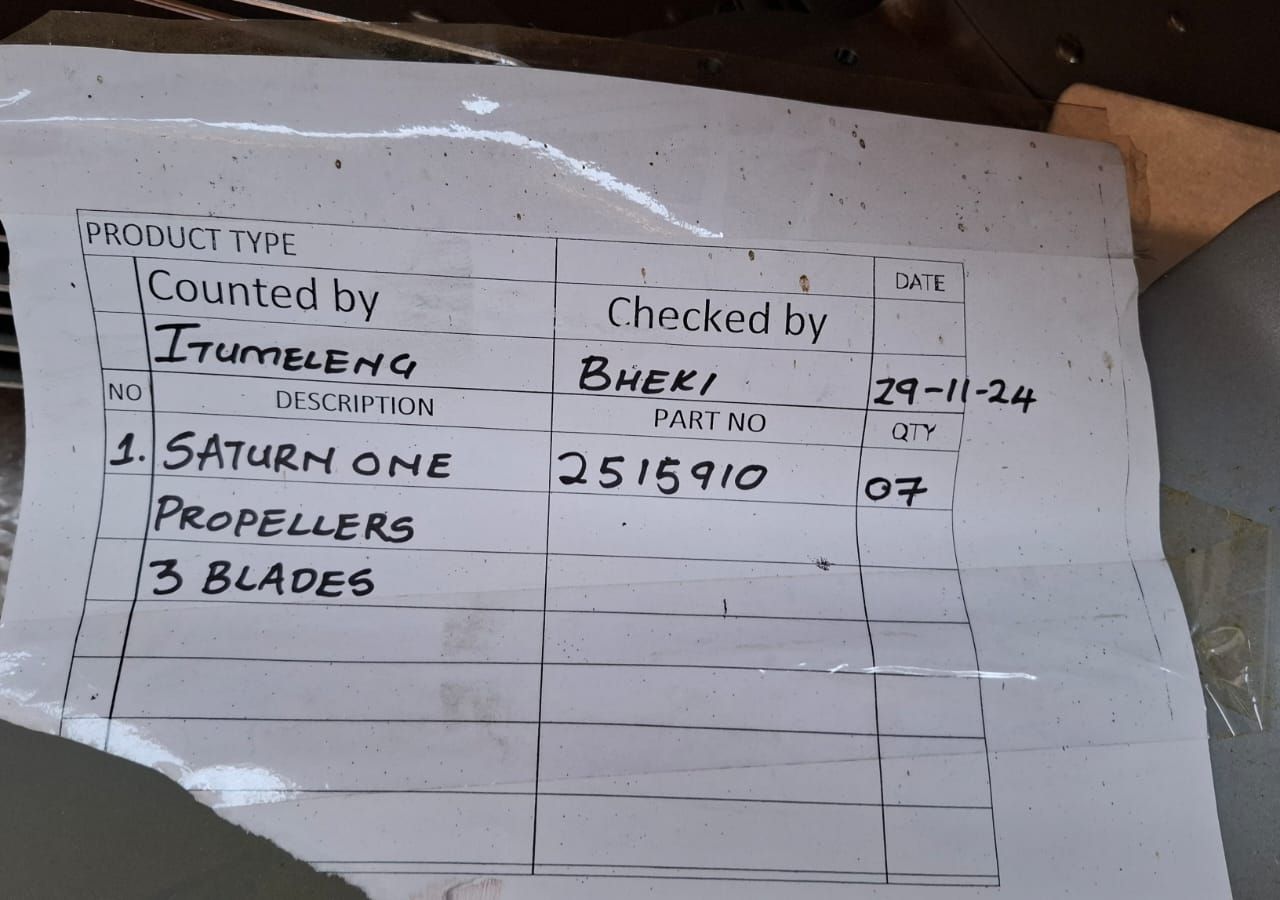 PRODUCT TYPE DATE
Counted by Checked by
ITUMELENG BHEKI 29-11-24
NO DESCRIPTION PART NO QTY
1. SATURN ONE 2515910 07
PROPELLERS
3 BLADES